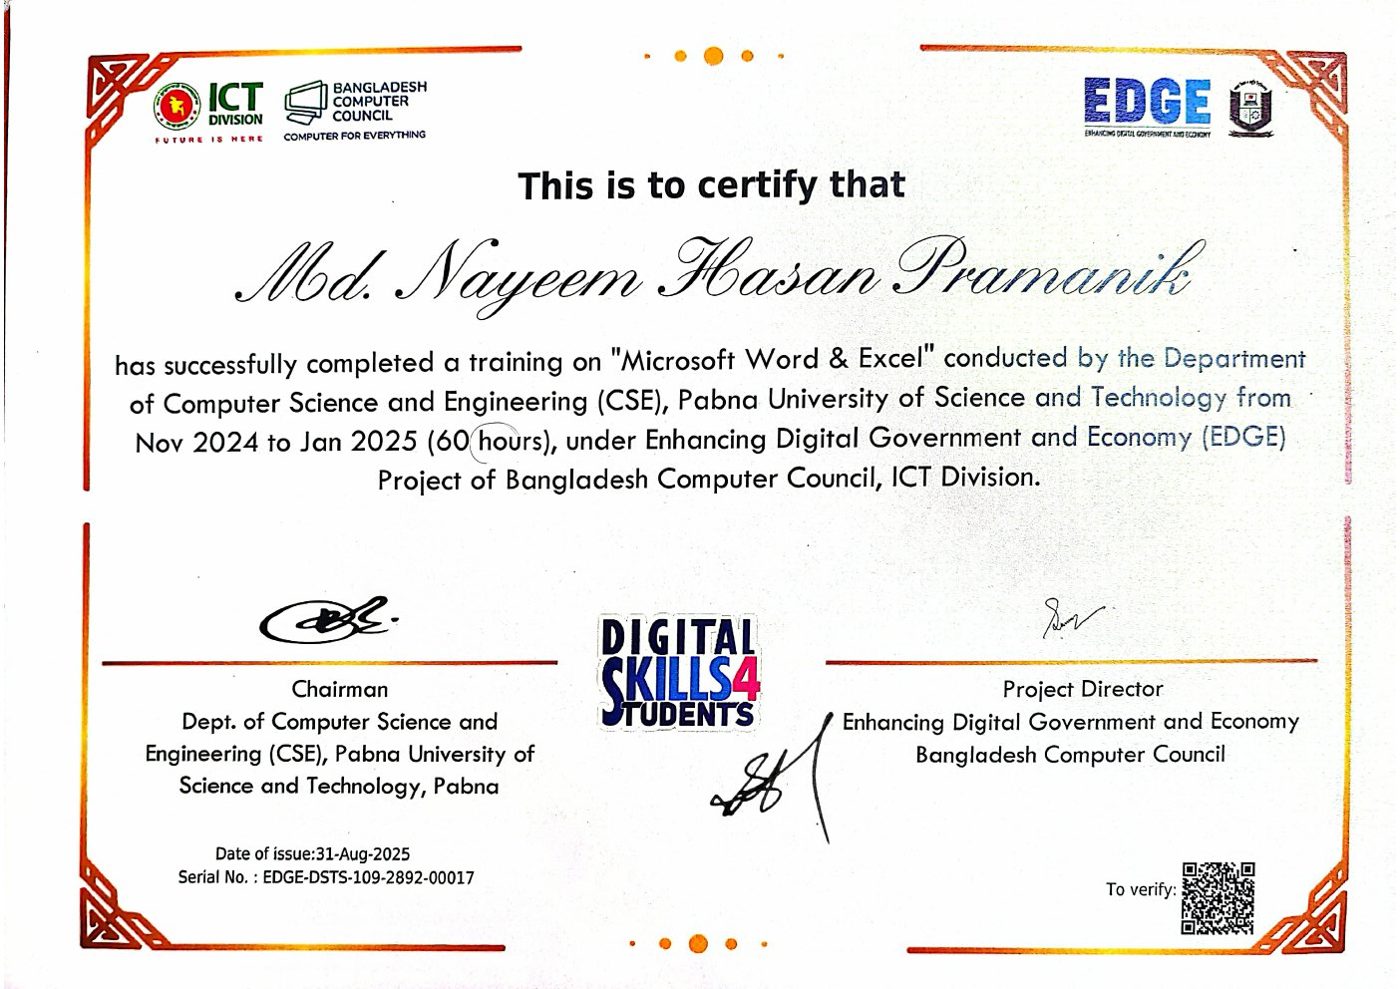 ICT
DIVISION
FUTURE IS HERE
BANGLADESH
COMPUTER
COUNCIL
COMPUTER FOR EVERYTHING
EDGE
ENHANCING DIGITAL GOVERNMENT AND ECONOMY
This is to certify that
Md. Nayeem Hasan Pramanik
has successfully completed a training on "Microsoft Word & Excel" conducted by the Department
of Computer Science and Engineering (CSE), Pabna University of Science and Technology from
Nov 2024 to Jan 2025 (60 hours), under Enhancing Digital Government and Economy (EDGE)
Project of Bangladesh Computer Council, ICT Division.
Chairman
Dept. of Computer Science and
Engineering (CSE), Pabna University of
Science and Technology, Pabna
DIGITAL
SKILLS4
STUDENTS
Project Director
Enhancing Digital Government and Economy
Bangladesh Computer Council
Date of issue:31-Aug-2025
Serial No. : EDGE-DSTS-109-2892-00017
To verify: